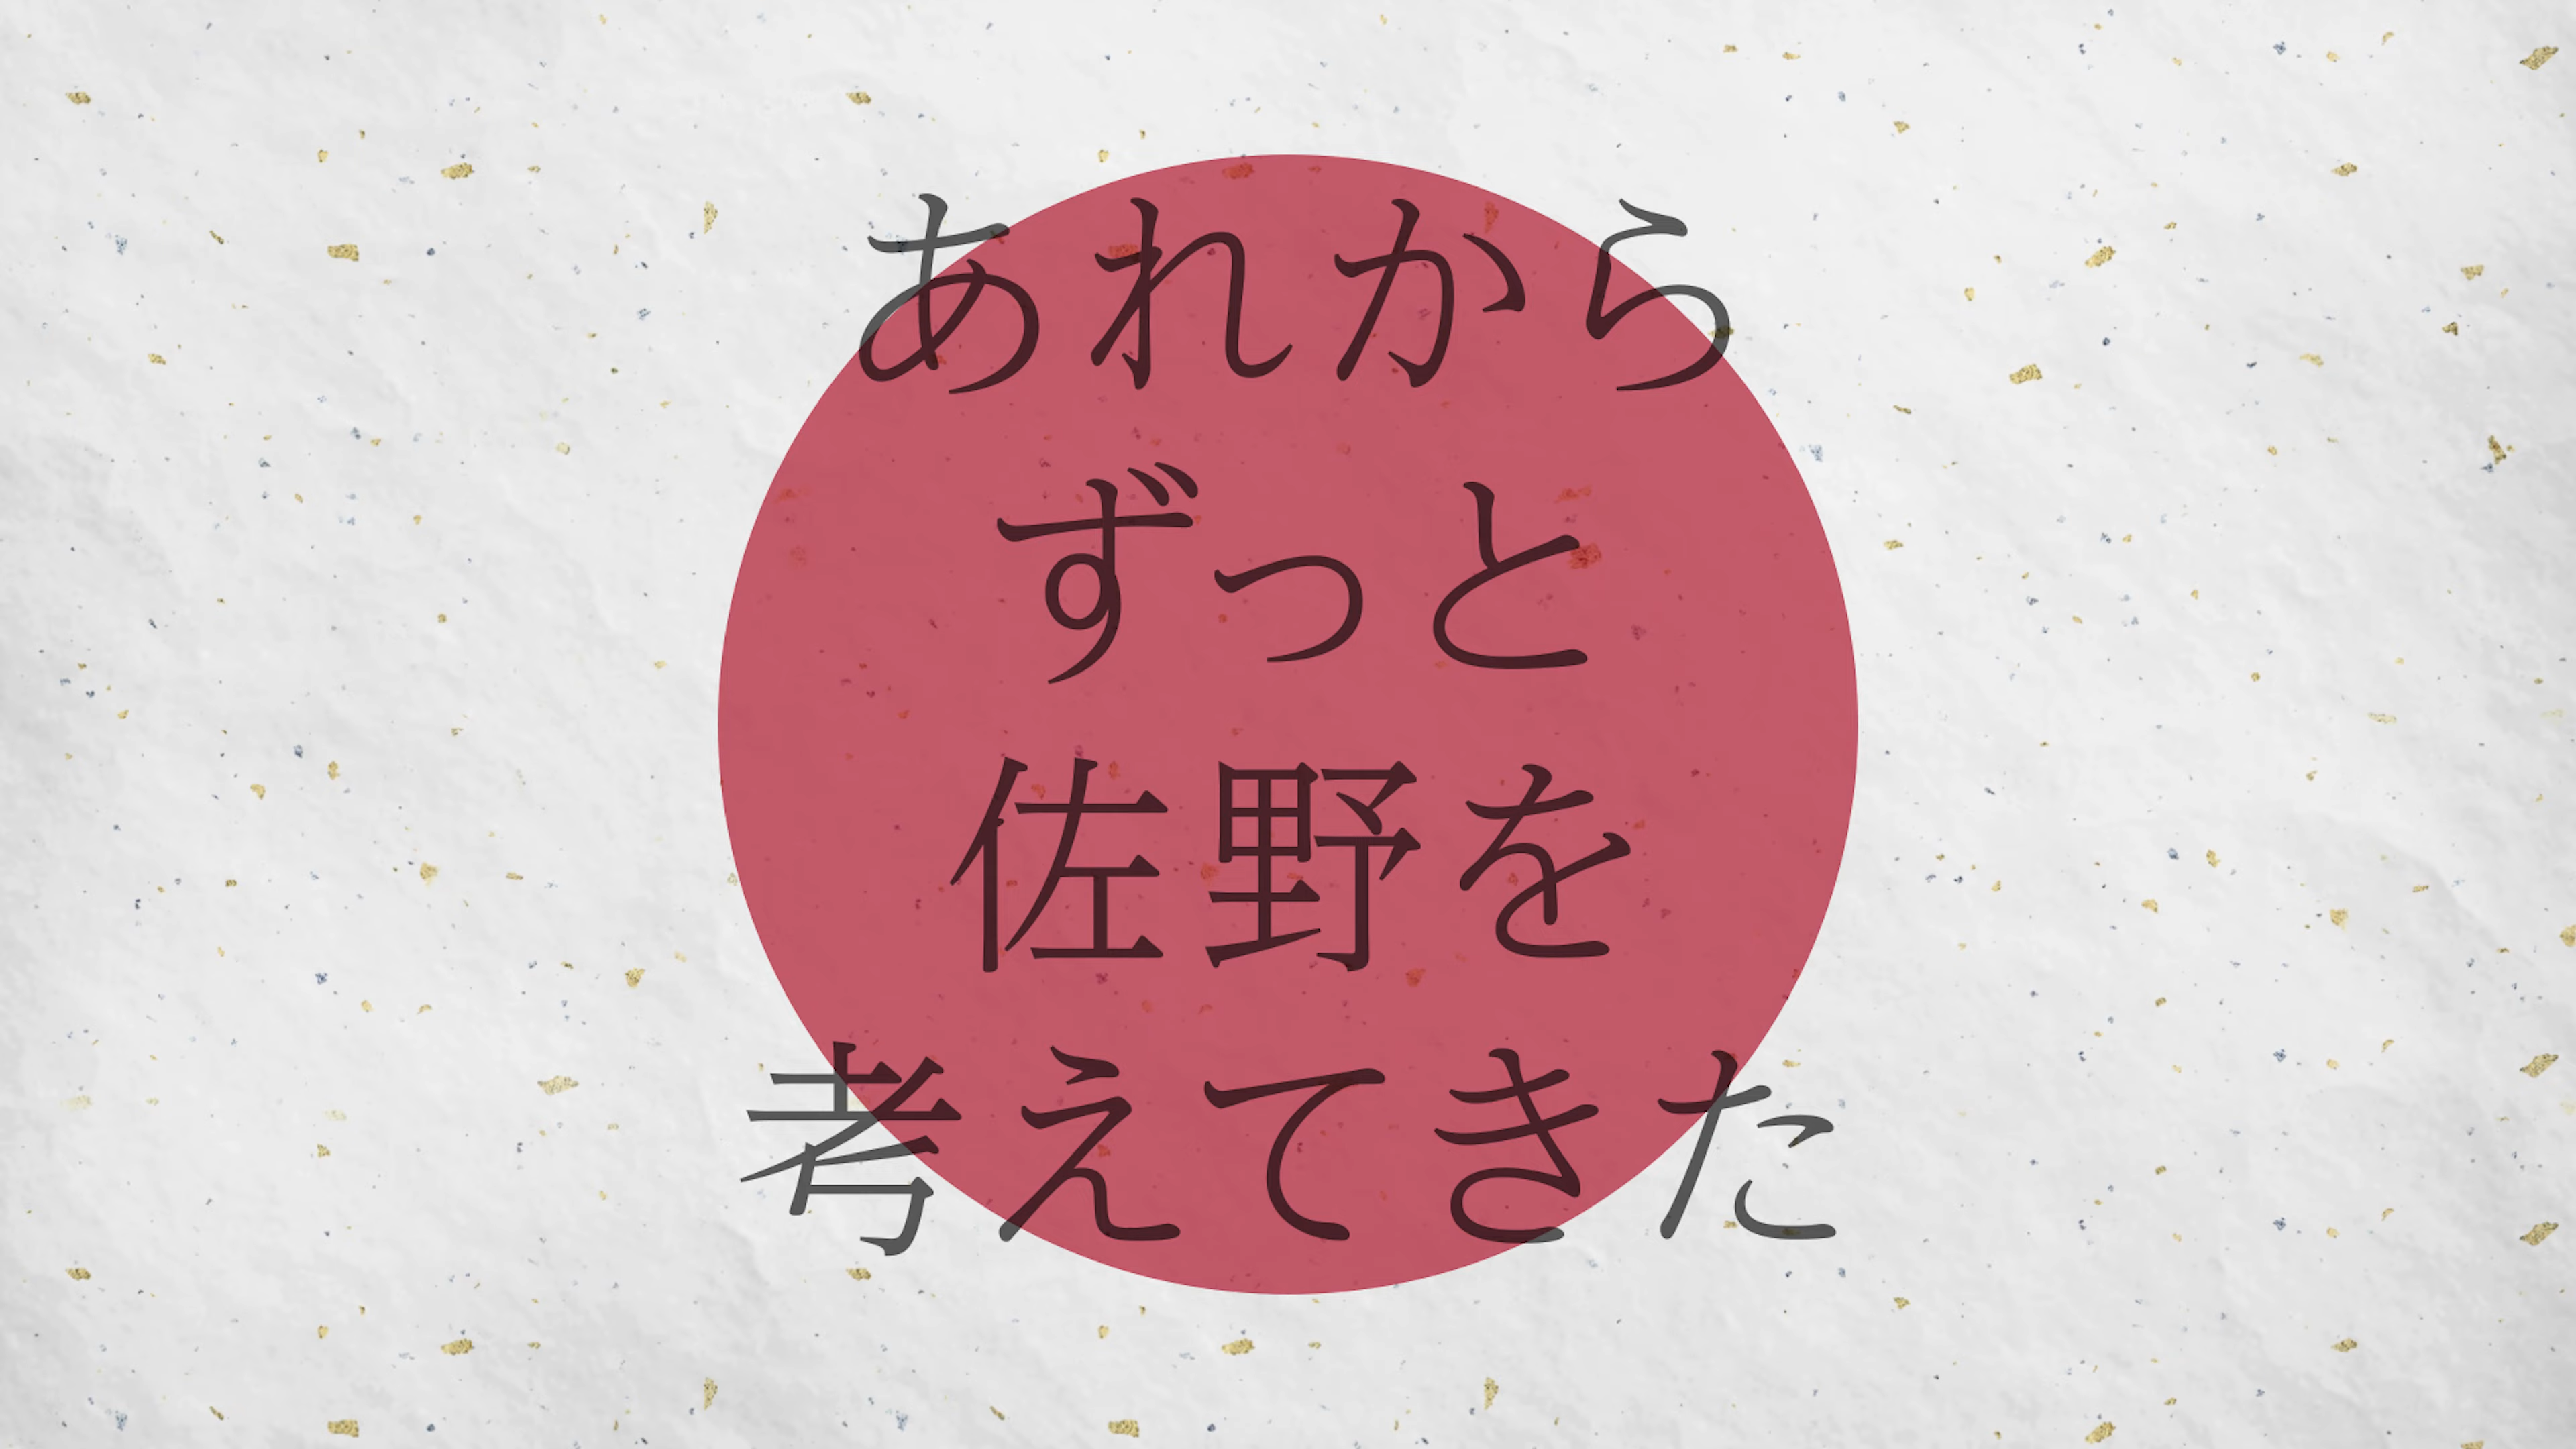 あれから
ずっと
佐野を
考えてきた